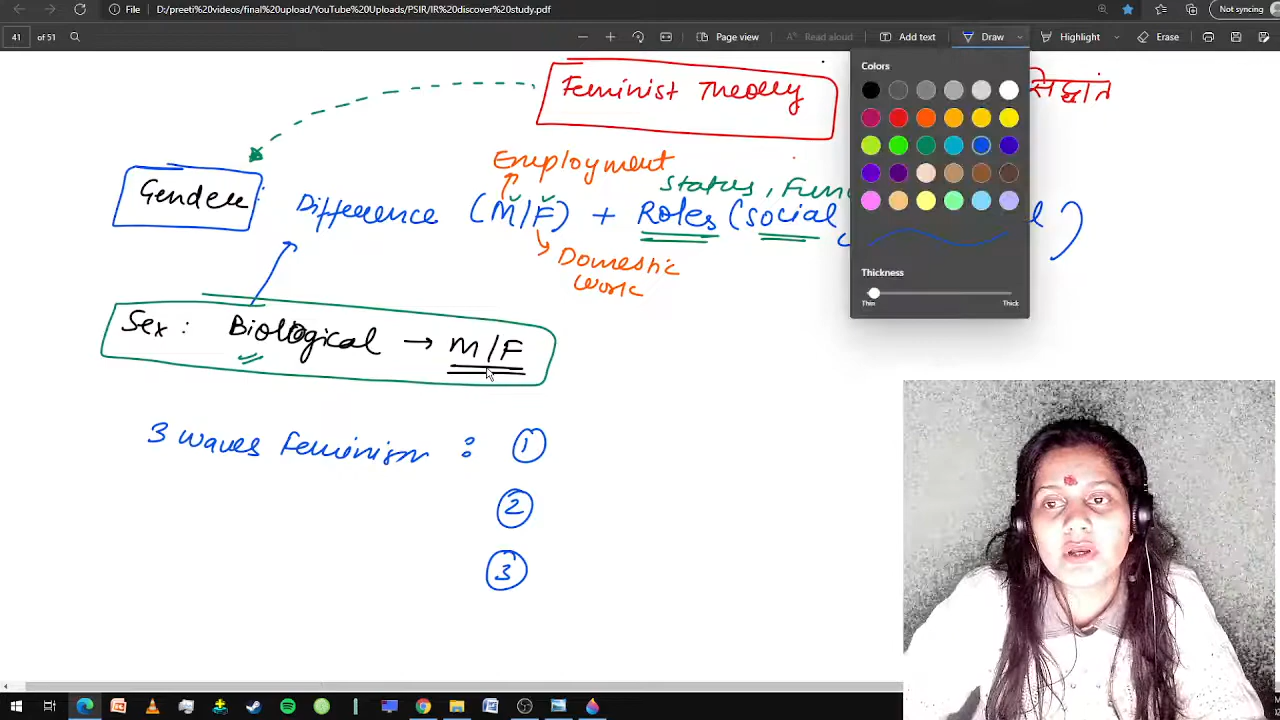 D:/preeti%20videos/final%20upload/YouTube%20Uploads/PSIR/IR%20discover%20study.pdf
Not syncing
41 of 51
Page view
Read aloud
Add text
Draw
Highlight
Erase
Colors
Thickness
Thin Thick
Feminist Theory
सिद्धांत
Employment
Status, Fun
Gender : Difference (M/F) + Roles (social
Domestic
work
Sex : Biological → M/F
3 waves Feminism : 1
2
3